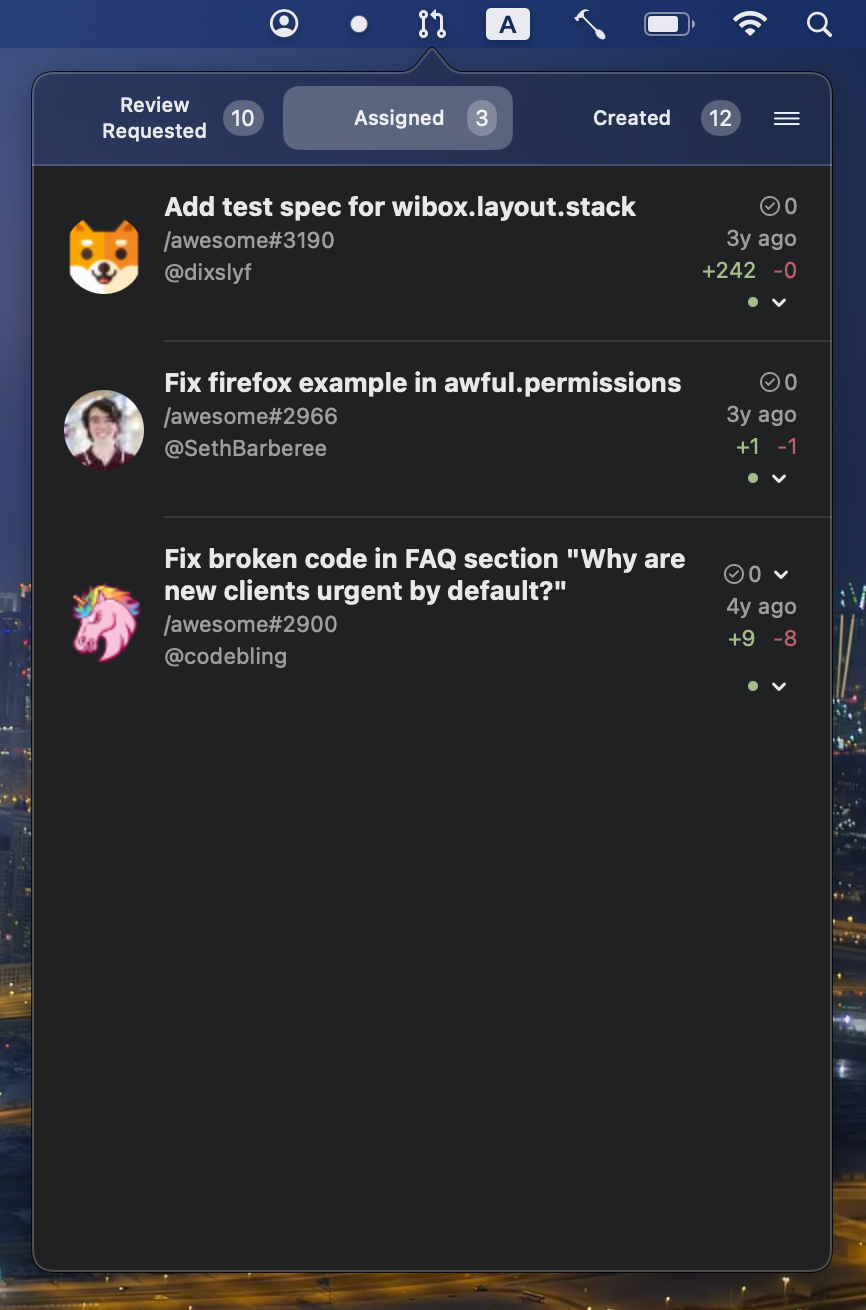 A
Review
Requested
10
Assigned
3
Created
12
Add test spec for wibox.layout.stack
0
/awesome#3190
3y ago
@dixslyf
+242 -0
Fix firefox example in awful.permissions
0
/awesome#2966
3y ago
@SethBarberee
+1 -1
Fix broken code in FAQ section "Why are
new clients urgent by default?"
0
/awesome#2900
4y ago
@codebling
+9 -8